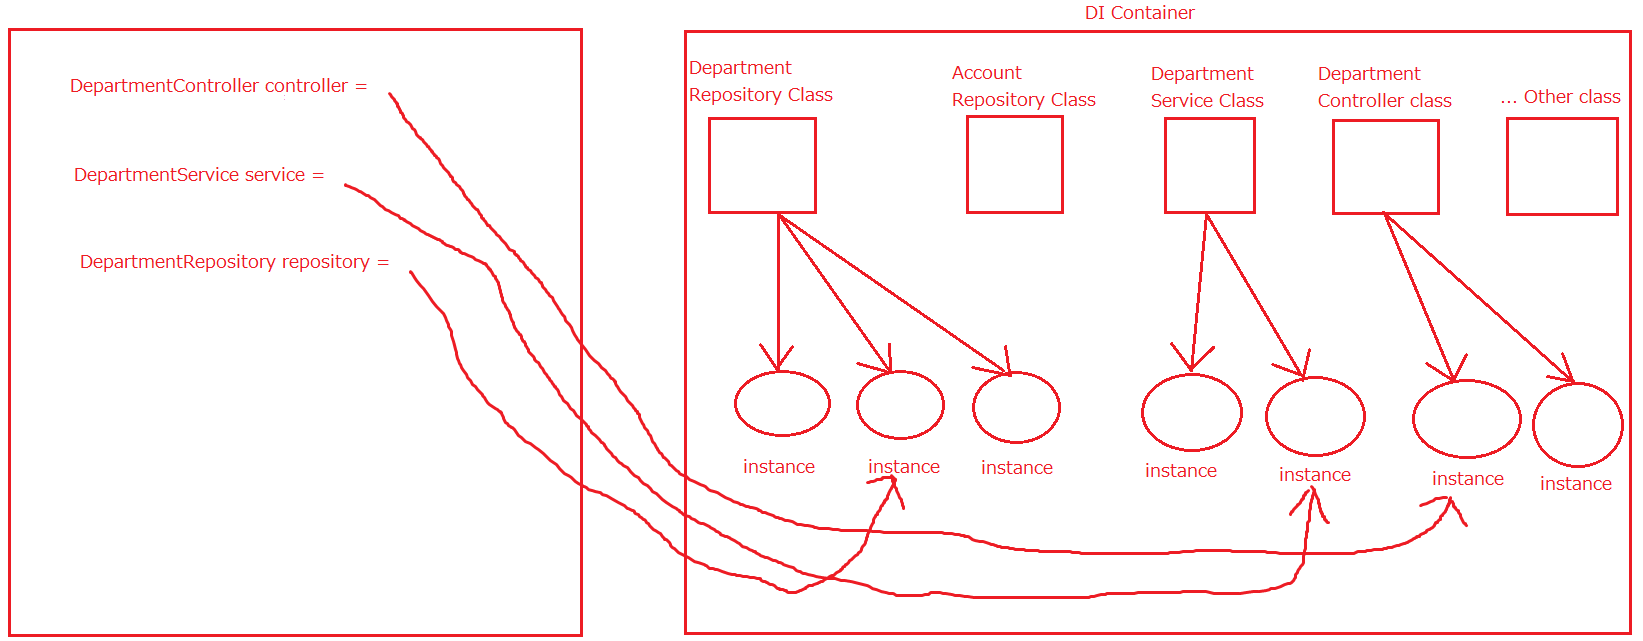 DI Container
DepartmentController controller =
DepartmentService service =
DepartmentRepository repository =
Department
Repository Class
Account
Repository Class
Department
Service Class
Department
Controller class
... Other class
instance
instance
instance
instance
instance
instance
instance